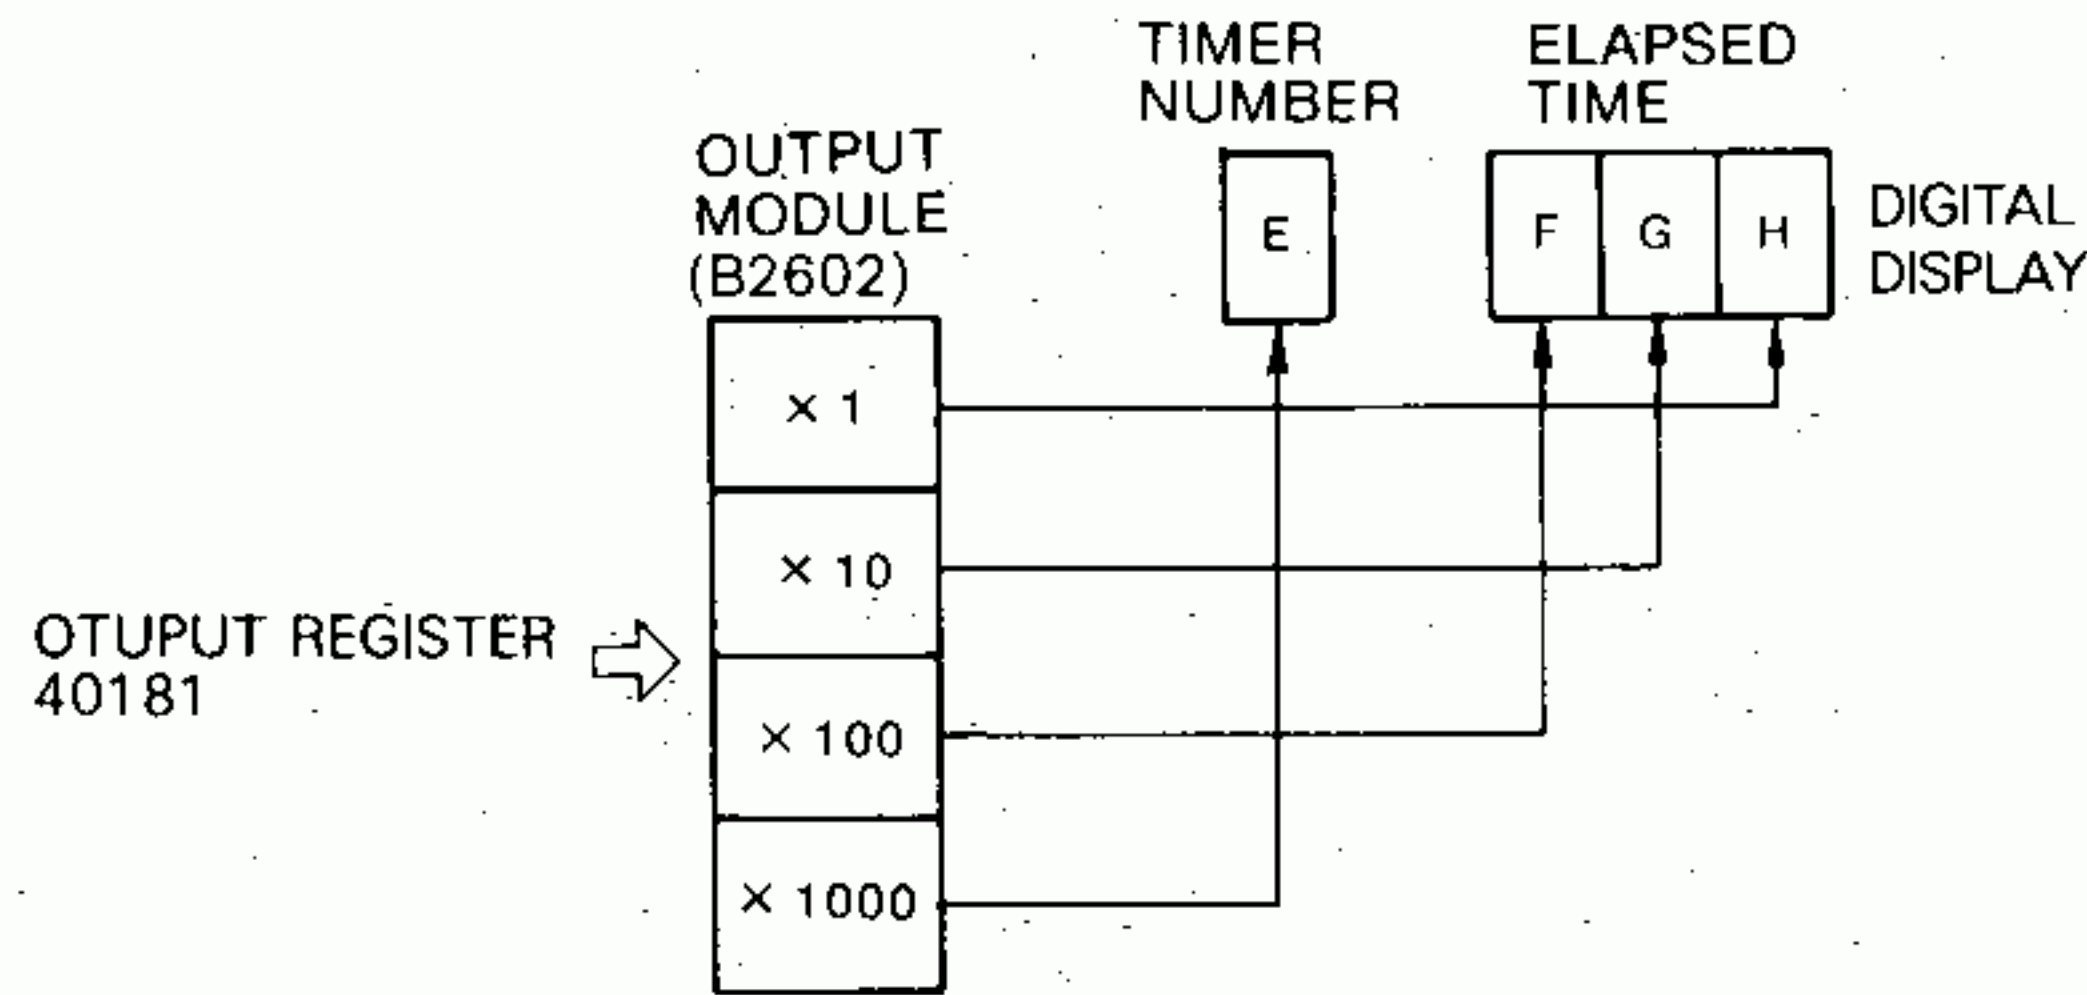 TIMER
NUMBER
ELAPSED
TIME
OUTPUT
MODULE
(B2602)
E
F G H
DIGITAL
DISPLAY
× 1
× 10
OTUPUT REGISTER
40181
× 100
× 1000